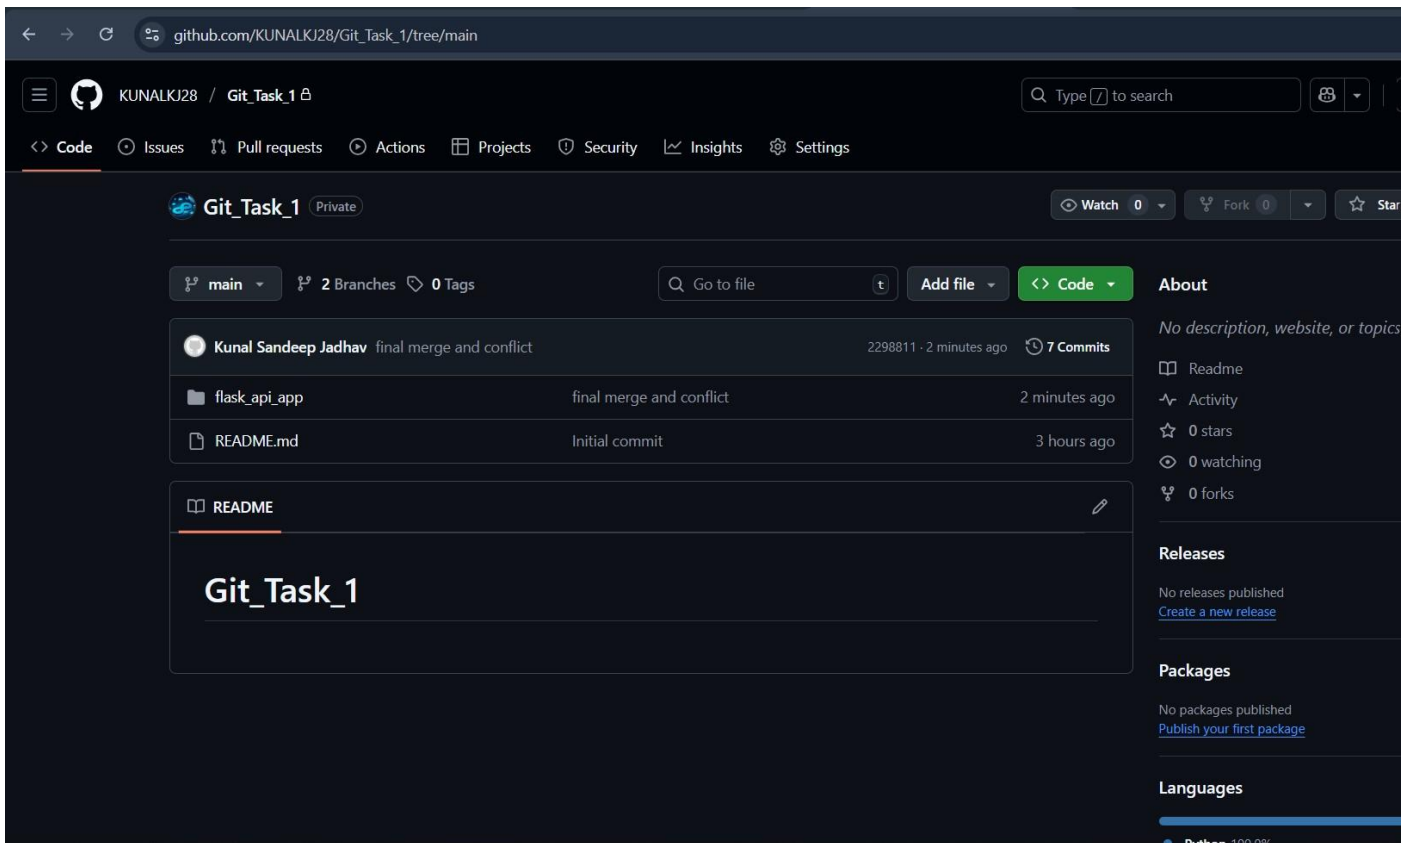 github.com/KUNALKJ28/Git_Task_1/tree/main
KUNALKJ28 / Git_Task_1
Type / to search
Code Issues Pull requests Actions Projects Security Insights Settings
Git_Task_1 Private
Watch 0 Fork 0 Star
main 2 Branches 0 Tags Go to file t Add file Code
Kunal Sandeep Jadhav final merge and conflict 2298811 · 2 minutes ago 7 Commits
flask_api_app final merge and conflict 2 minutes ago
README.md Initial commit 3 hours ago
README
Git_Task_1
About
No description, website, or topics
Readme
Activity
0 stars
0 watching
0 forks
Releases
No releases published
Create a new release
Packages
No packages published
Publish your first package
Languages
Python 100.0%